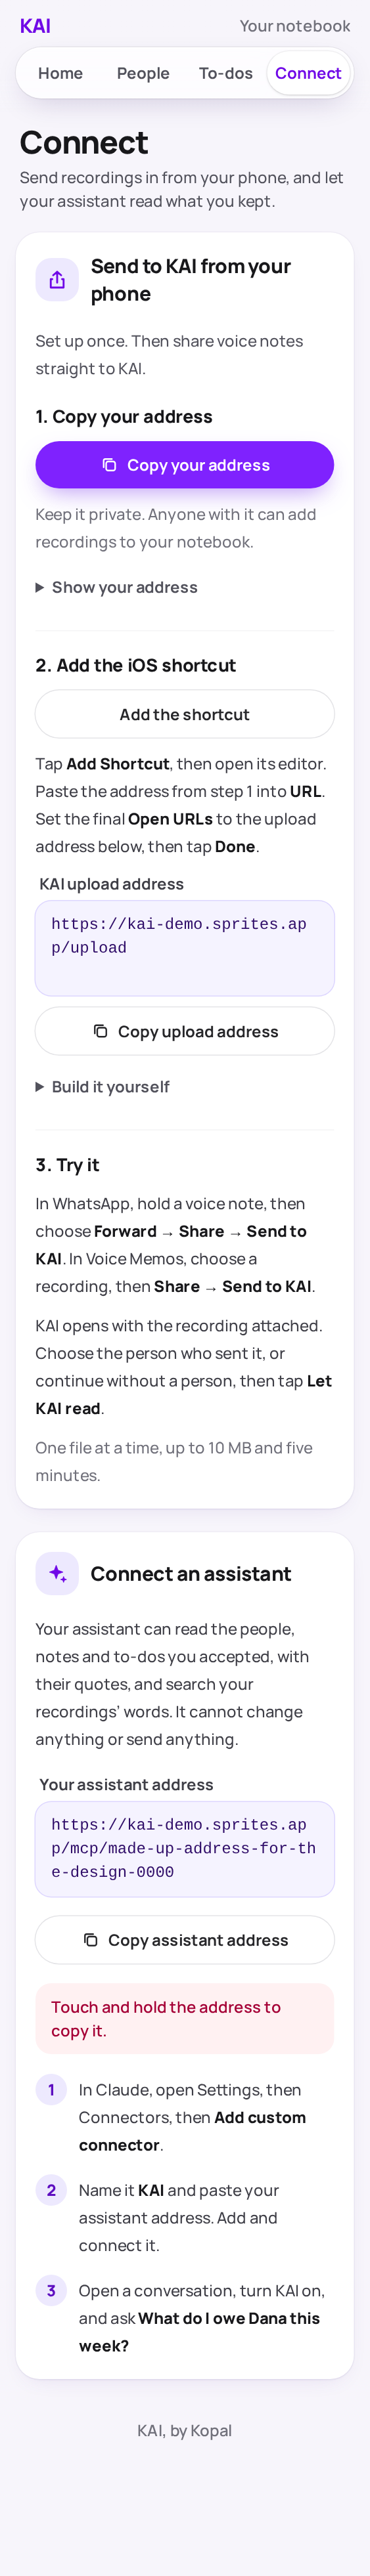 KAI
Your notebook
Home People To-dos Connect
Connect
Send recordings in from your phone, and let
your assistant read what you kept.
Send to KAI from your
phone
Set up once. Then share voice notes
straight to KAI.
1. Copy your address
Copy your address
Keep it private. Anyone with it can add
recordings to your notebook.
Show your address
2. Add the iOS shortcut
Add the shortcut
Tap Add Shortcut, then open its editor.
Paste the address from step 1 into URL.
Set the final Open URLs to the upload
address below, then tap Done.
KAI upload address
https://kai-demo.sprites.ap
p/upload
Copy upload address
Build it yourself
3. Try it
In WhatsApp, hold a voice note, then
choose Forward → Share → Send to
KAI. In Voice Memos, choose a
recording, then Share → Send to KAI.
KAI opens with the recording attached.
Choose the person who sent it, or
continue without a person, then tap Let
KAI read.
One file at a time, up to 10 MB and five
minutes.
Connect an assistant
Your assistant can read the people,
notes and to-dos you accepted, with
their quotes, and search your
recordings’ words. It cannot change
anything or send anything.
Your assistant address
https://kai-demo.sprites.ap
p/mcp/made-up-address-for-th
e-design-0000
Copy assistant address
Touch and hold the address to
copy it.
1 In Claude, open Settings, then
Connectors, then Add custom
connector.
2 Name it KAI and paste your
assistant address. Add and
connect it.
3 Open a conversation, turn KAI on,
and ask What do I owe Dana this
week?
KAI, by Kopal